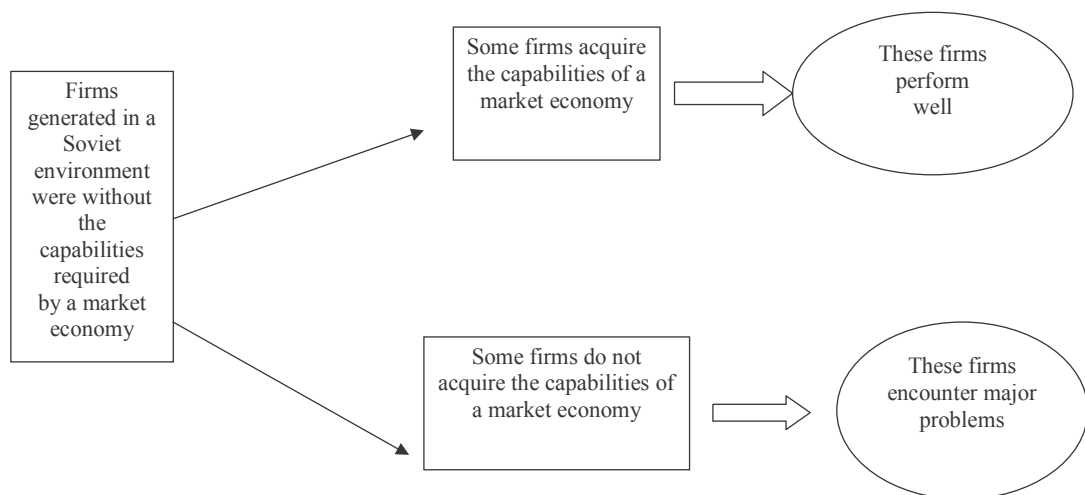 Firms
generated in a
Soviet
environment
were without
the
capabilities
required
by a market
economy
Some firms acquire
the capabilities of a
market economy
These firms
perform
well
Some firms do not
acquire the capabilities of
a market economy
These firms
encounter major
problems